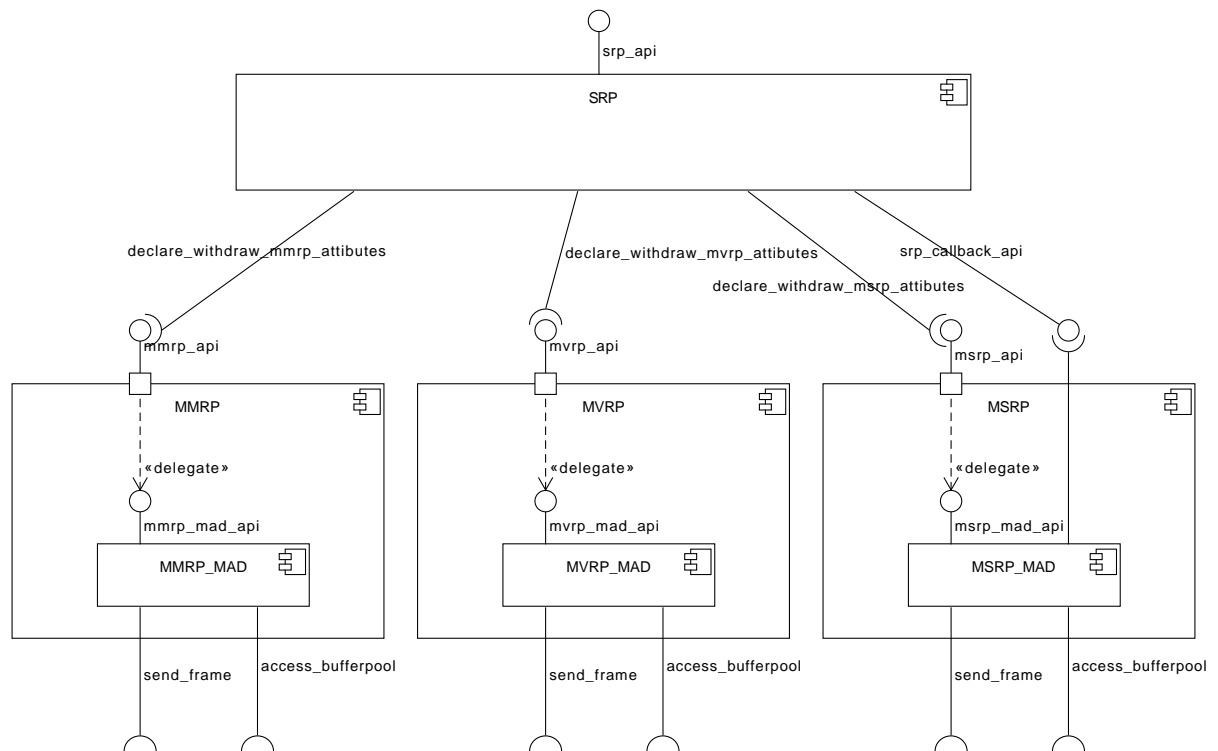 srp_api
SRP
declare_withdraw_mmrp_attibutes
declare_withdraw_mvrp_attibutes
srp_callback_api
declare_withdraw_msrp_attibutes
mmrp_api
mvrp_api
msrp_api
MMRP
MVRP
MSRP
«delegate»
«delegate»
«delegate»
mmrp_mad_api
mvrp_mad_api
msrp_mad_api
MMRP_MAD
MVRP_MAD
MSRP_MAD
send_frame
access_bufferpool
send_frame
access_bufferpool
send_frame
access_bufferpool